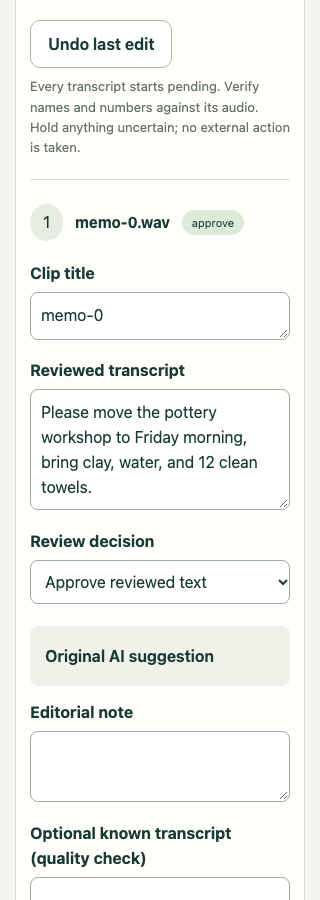 Undo last edit
Every transcript starts pending. Verify
names and numbers against its audio.
Hold anything uncertain; no external action
is taken.
1 memo-0.wav approve
Clip title
memo-0
Reviewed transcript
Please move the pottery
workshop to Friday morning,
bring clay, water, and 12 clean
towels.
Review decision
Approve reviewed text
Original AI suggestion
Editorial note
Optional known transcript
(quality check)